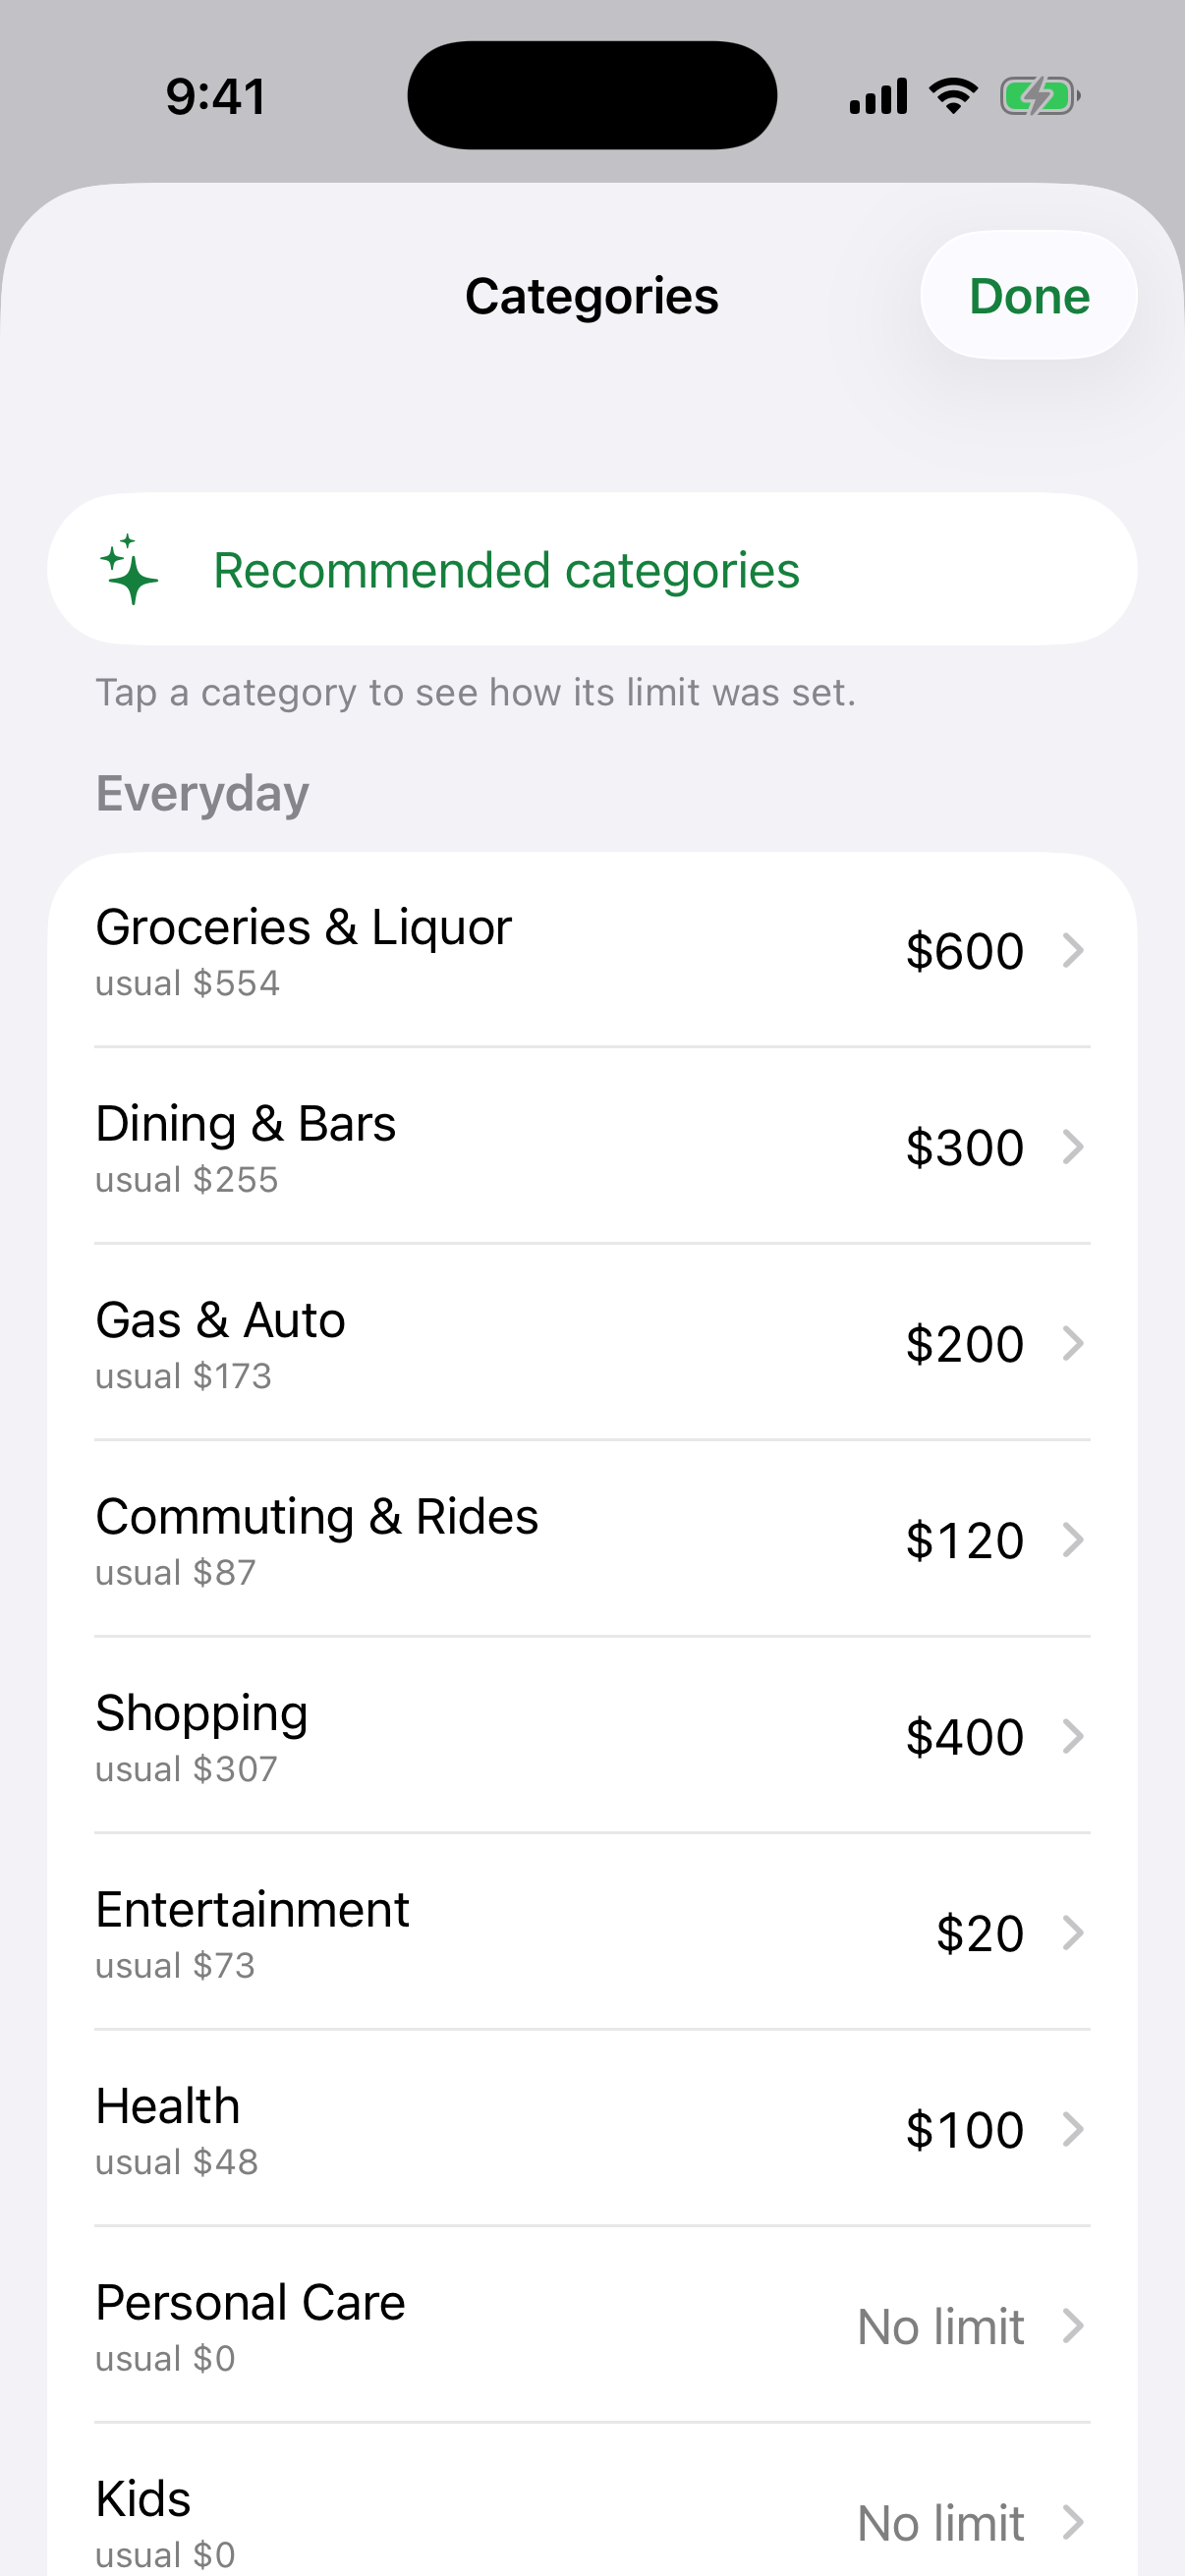 9:41
Categories
Done
Recommended categories
Tap a category to see how its limit was set.
Everyday
Groceries & Liquor
usual $554
$600
Dining & Bars
usual $255
$300
Gas & Auto
usual $173
$200
Commuting & Rides
usual $87
$120
Shopping
usual $307
$400
Entertainment
usual $73
$20
Health
usual $48
$100
Personal Care
usual $0
No limit
Kids
usual $0
No limit